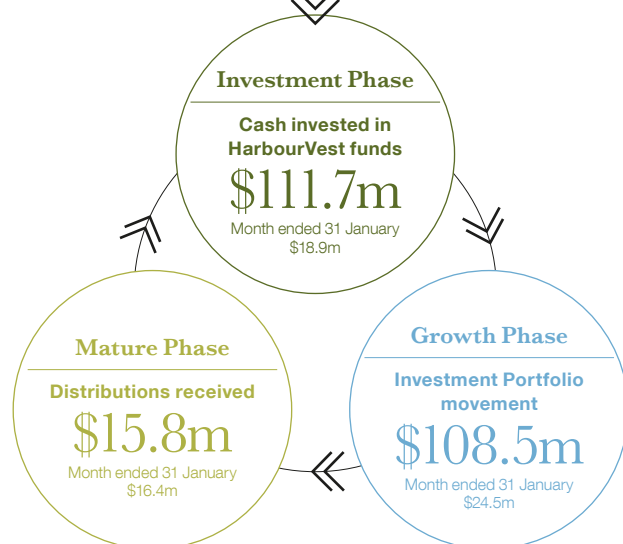 Investment Phase
Cash invested in
HarbourVest funds
$111.7m
Month ended 31 January
$18.9m
Mature Phase
Distributions received
$15.8m
Month ended 31 January
$16.4m
Growth Phase
Investment Portfolio
movement
$108.5m
Month ended 31 January
$24.5m